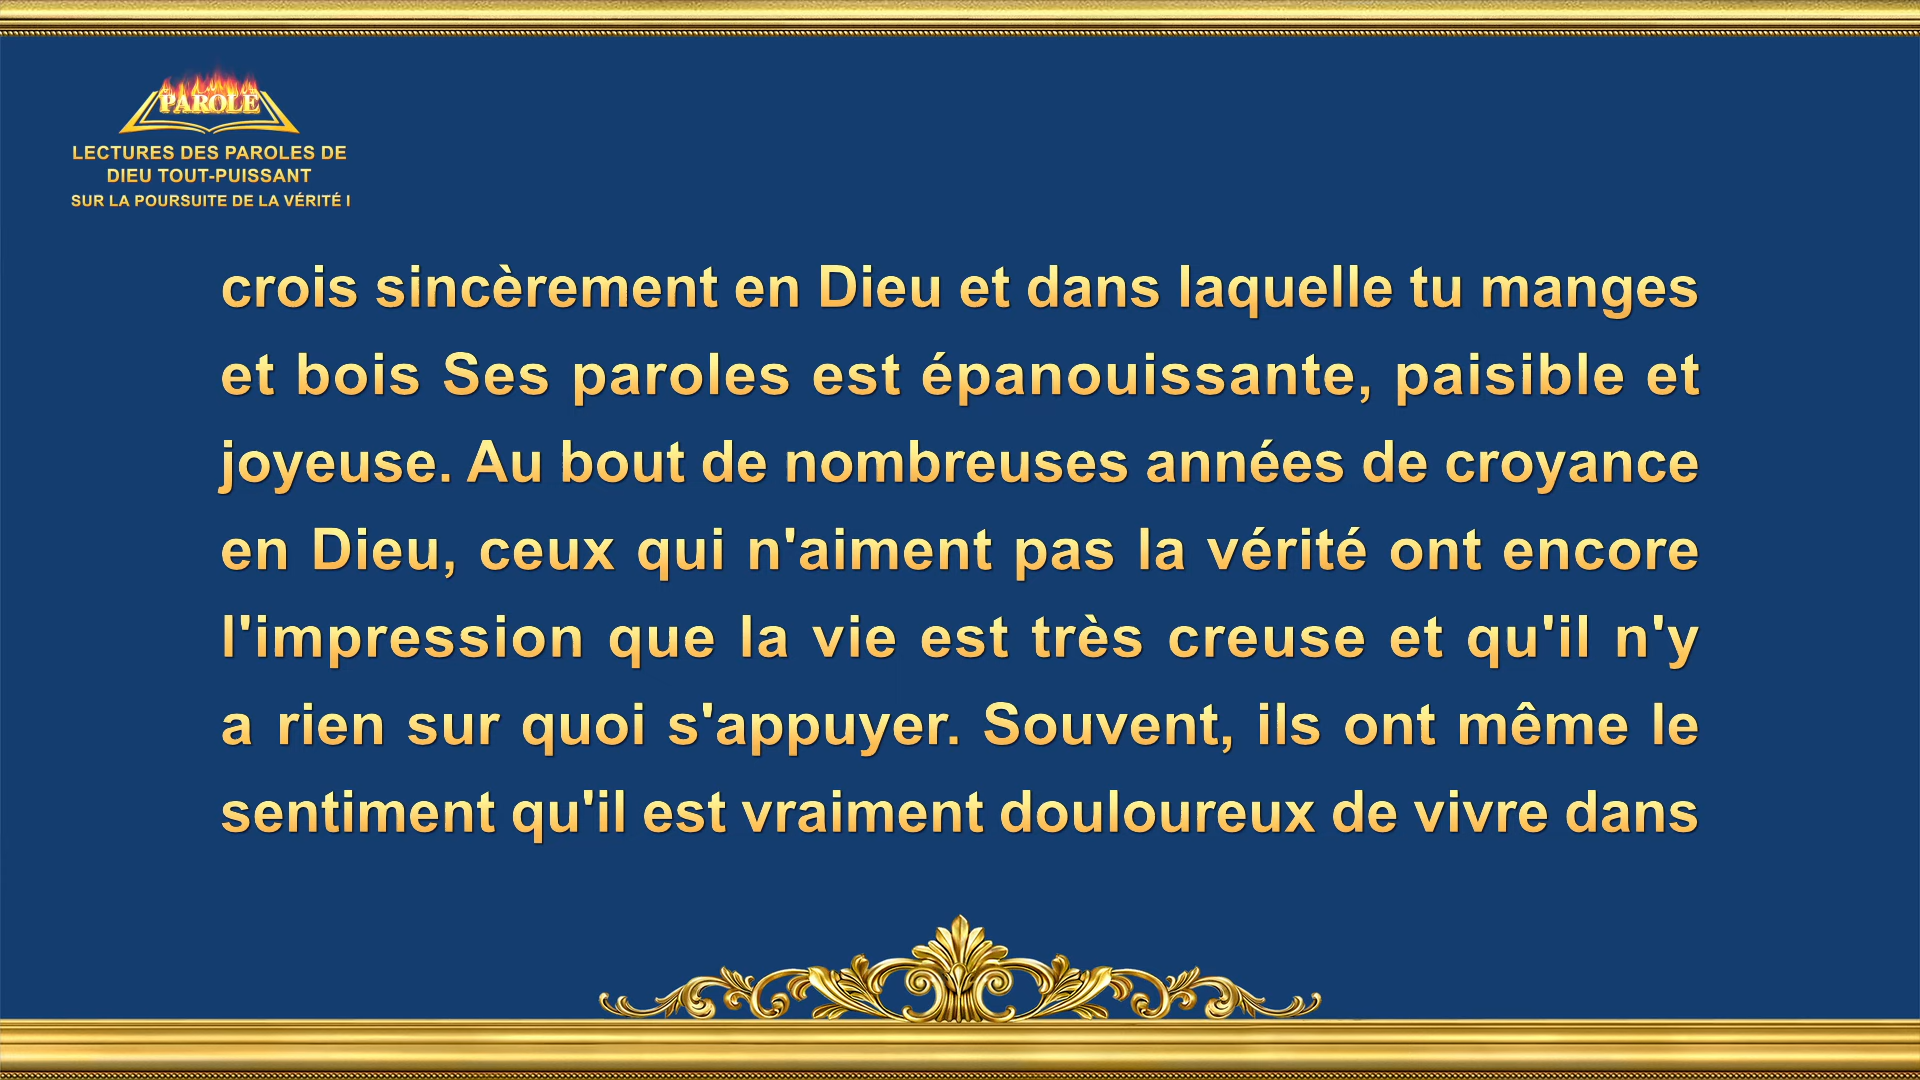 PAROLE
LECTURES DES PAROLES DE
DIEU TOUT-PUISSANT
SUR LA POURSUITE DE LA VÉRITÉ I
crois sincèrement en Dieu et dans laquelle tu manges
et bois Ses paroles est épanouissante, paisible et
joyeuse. Au bout de nombreuses années de croyance
en Dieu, ceux qui n'aiment pas la vérité ont encore
l'impression que la vie est très creuse et qu'il n'y
a rien sur quoi s'appuyer. Souvent, ils ont même le
sentiment qu'il est vraiment douloureux de vivre dans